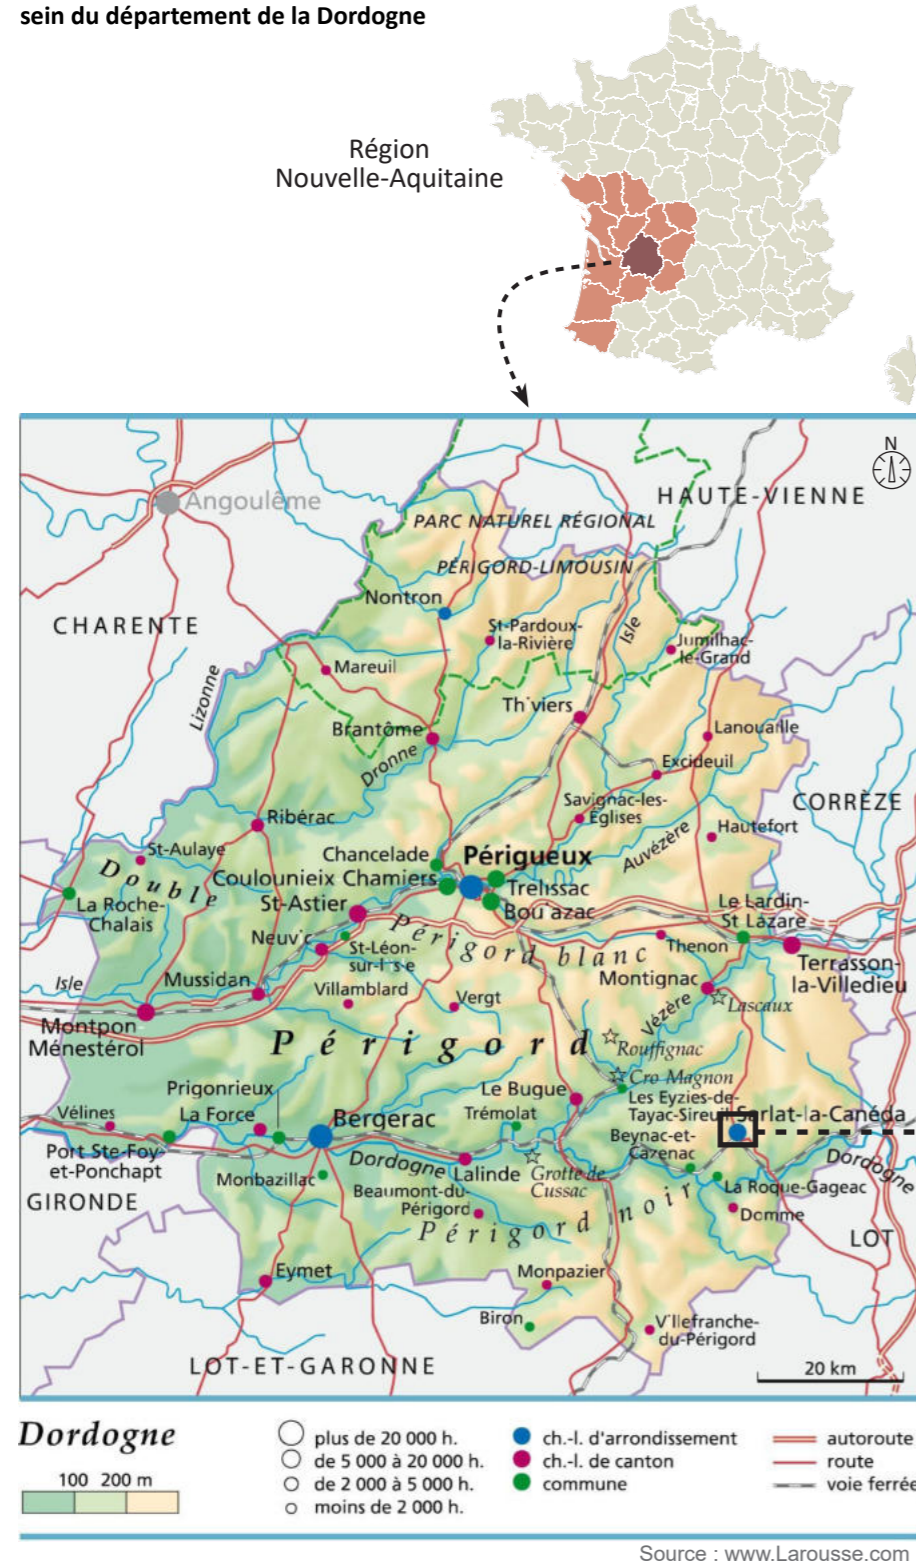 sein du département de la Dordogne
Région
Nouvelle-Aquitaine
N
Angoulême
HAUTE-VIENNE
PARC NATUREL RÉGIONAL
PÉRIGORD-LIMOUSIN
Nontron
CHARENTE
St-Pardoux-
la-Rivière
Isle
Jumilhac-
le-Grand
Mareuil
Lizonne
Thiviers
Brantôme
Lanouaille
Dronne
Excideuil
Savignac-les-
Églises
CORRÈZE
Ribérac
Auvézère
Hautefort
St-Aulaye
Chancelade
Périgueux
Double
Coulounieix Chamiers
Trelissac
La Roche-
Chalais
St-Astier
Boulazac
Le Lardin-
St Lazare
Neuvic
Périgord blanc
St-Léon-
sur-l'Isle
Thenon
Terrasson-
la-Villedieu
Isle
Mussidan
Villamblard
Vergt
Montignac
Lascaux
Vézère
Montpon
Ménestérol
Périgord
Rouffignac
Cro Magnon
Prigonrieux
Le Bugue
Les Eyzies-de-
Tayac-Sireuil
Sarlat-la-Canéda
Vélines
La Force
Bergerac
Trémolat
Beynac-et-
Cazenac
Port Ste-Foy-
et-Ponchapt
Dordogne
Lalinde
Grotte de
Cussac
Dordogne
Monbazillac
La Roque-Gageac
GIRONDE
Beaumont-du-
Périgord
Périgord noir
Domme
LOT
Eymet
Monpazier
Biron
Villefranche-
du-Périgord
LOT-ET-GARONNE
20 km
Dordogne
100 200 m
plus de 20 000 h.
de 5 000 à 20 000 h.
de 2 000 à 5 000 h.
moins de 2 000 h.
ch.-l. d'arrondissement
ch.-l. de canton
commune
autoroute
route
voie ferrée
Source : www.Larousse.com